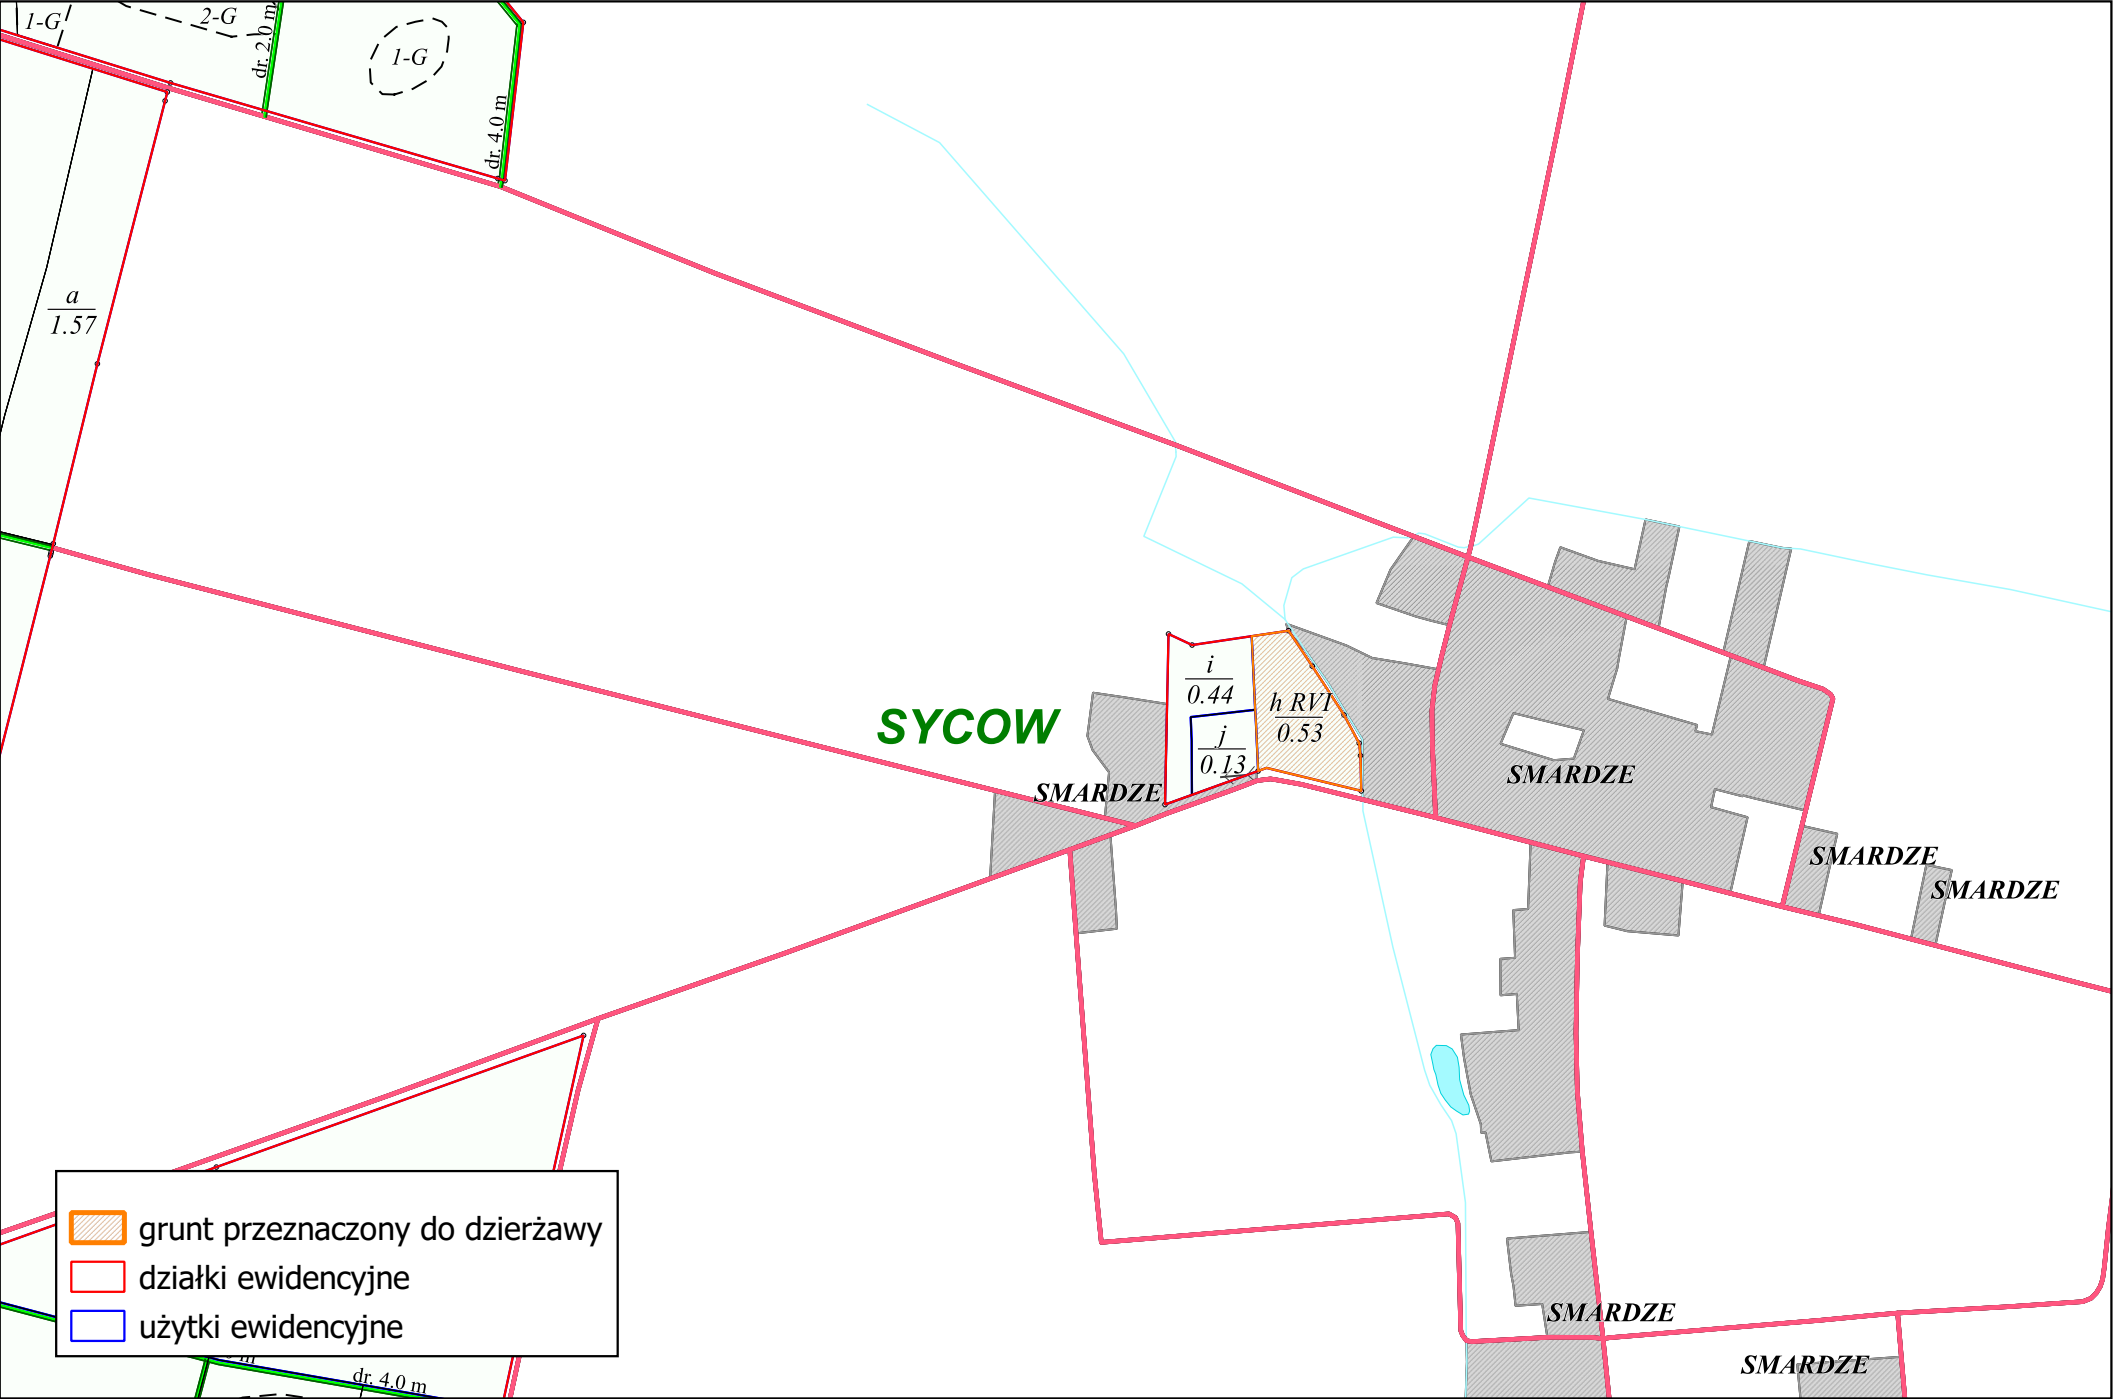 1-G
2-G
1-G
dr. 2.0 m
dr. 4.0 m
a
1.57
i
0.44
h RVI
0.53
j
0.13
SYCOW
SMARDZE
SMARDZE
SMARDZE
SMARDZE
SMARDZE
SMARDZE
grunt przeznaczony do dzierżawy
działki ewidencyjne
użytki ewidencyjne
m
dr. 4.0 m